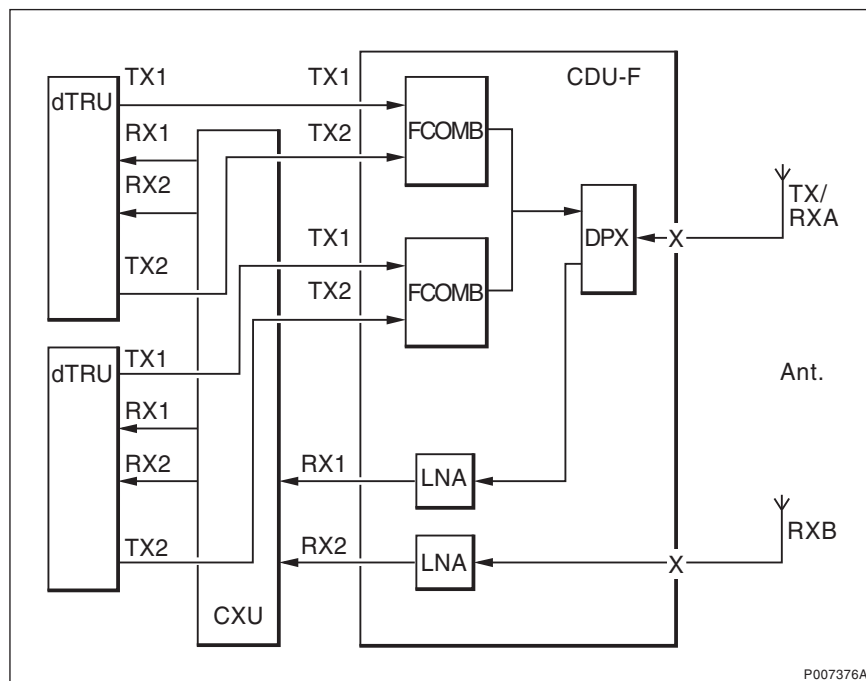 TX1
TX1
CDU-F
dTRU
FCOMB
RX1
TX2
RX2
TX/
RXA
TX1
DPX
X
TX2
TX2
FCOMB
dTRU
TX1
Ant.
RX1
RX2
RX1
LNA
TX2
RX2
LNA
X
RXB
CXU
P007376A